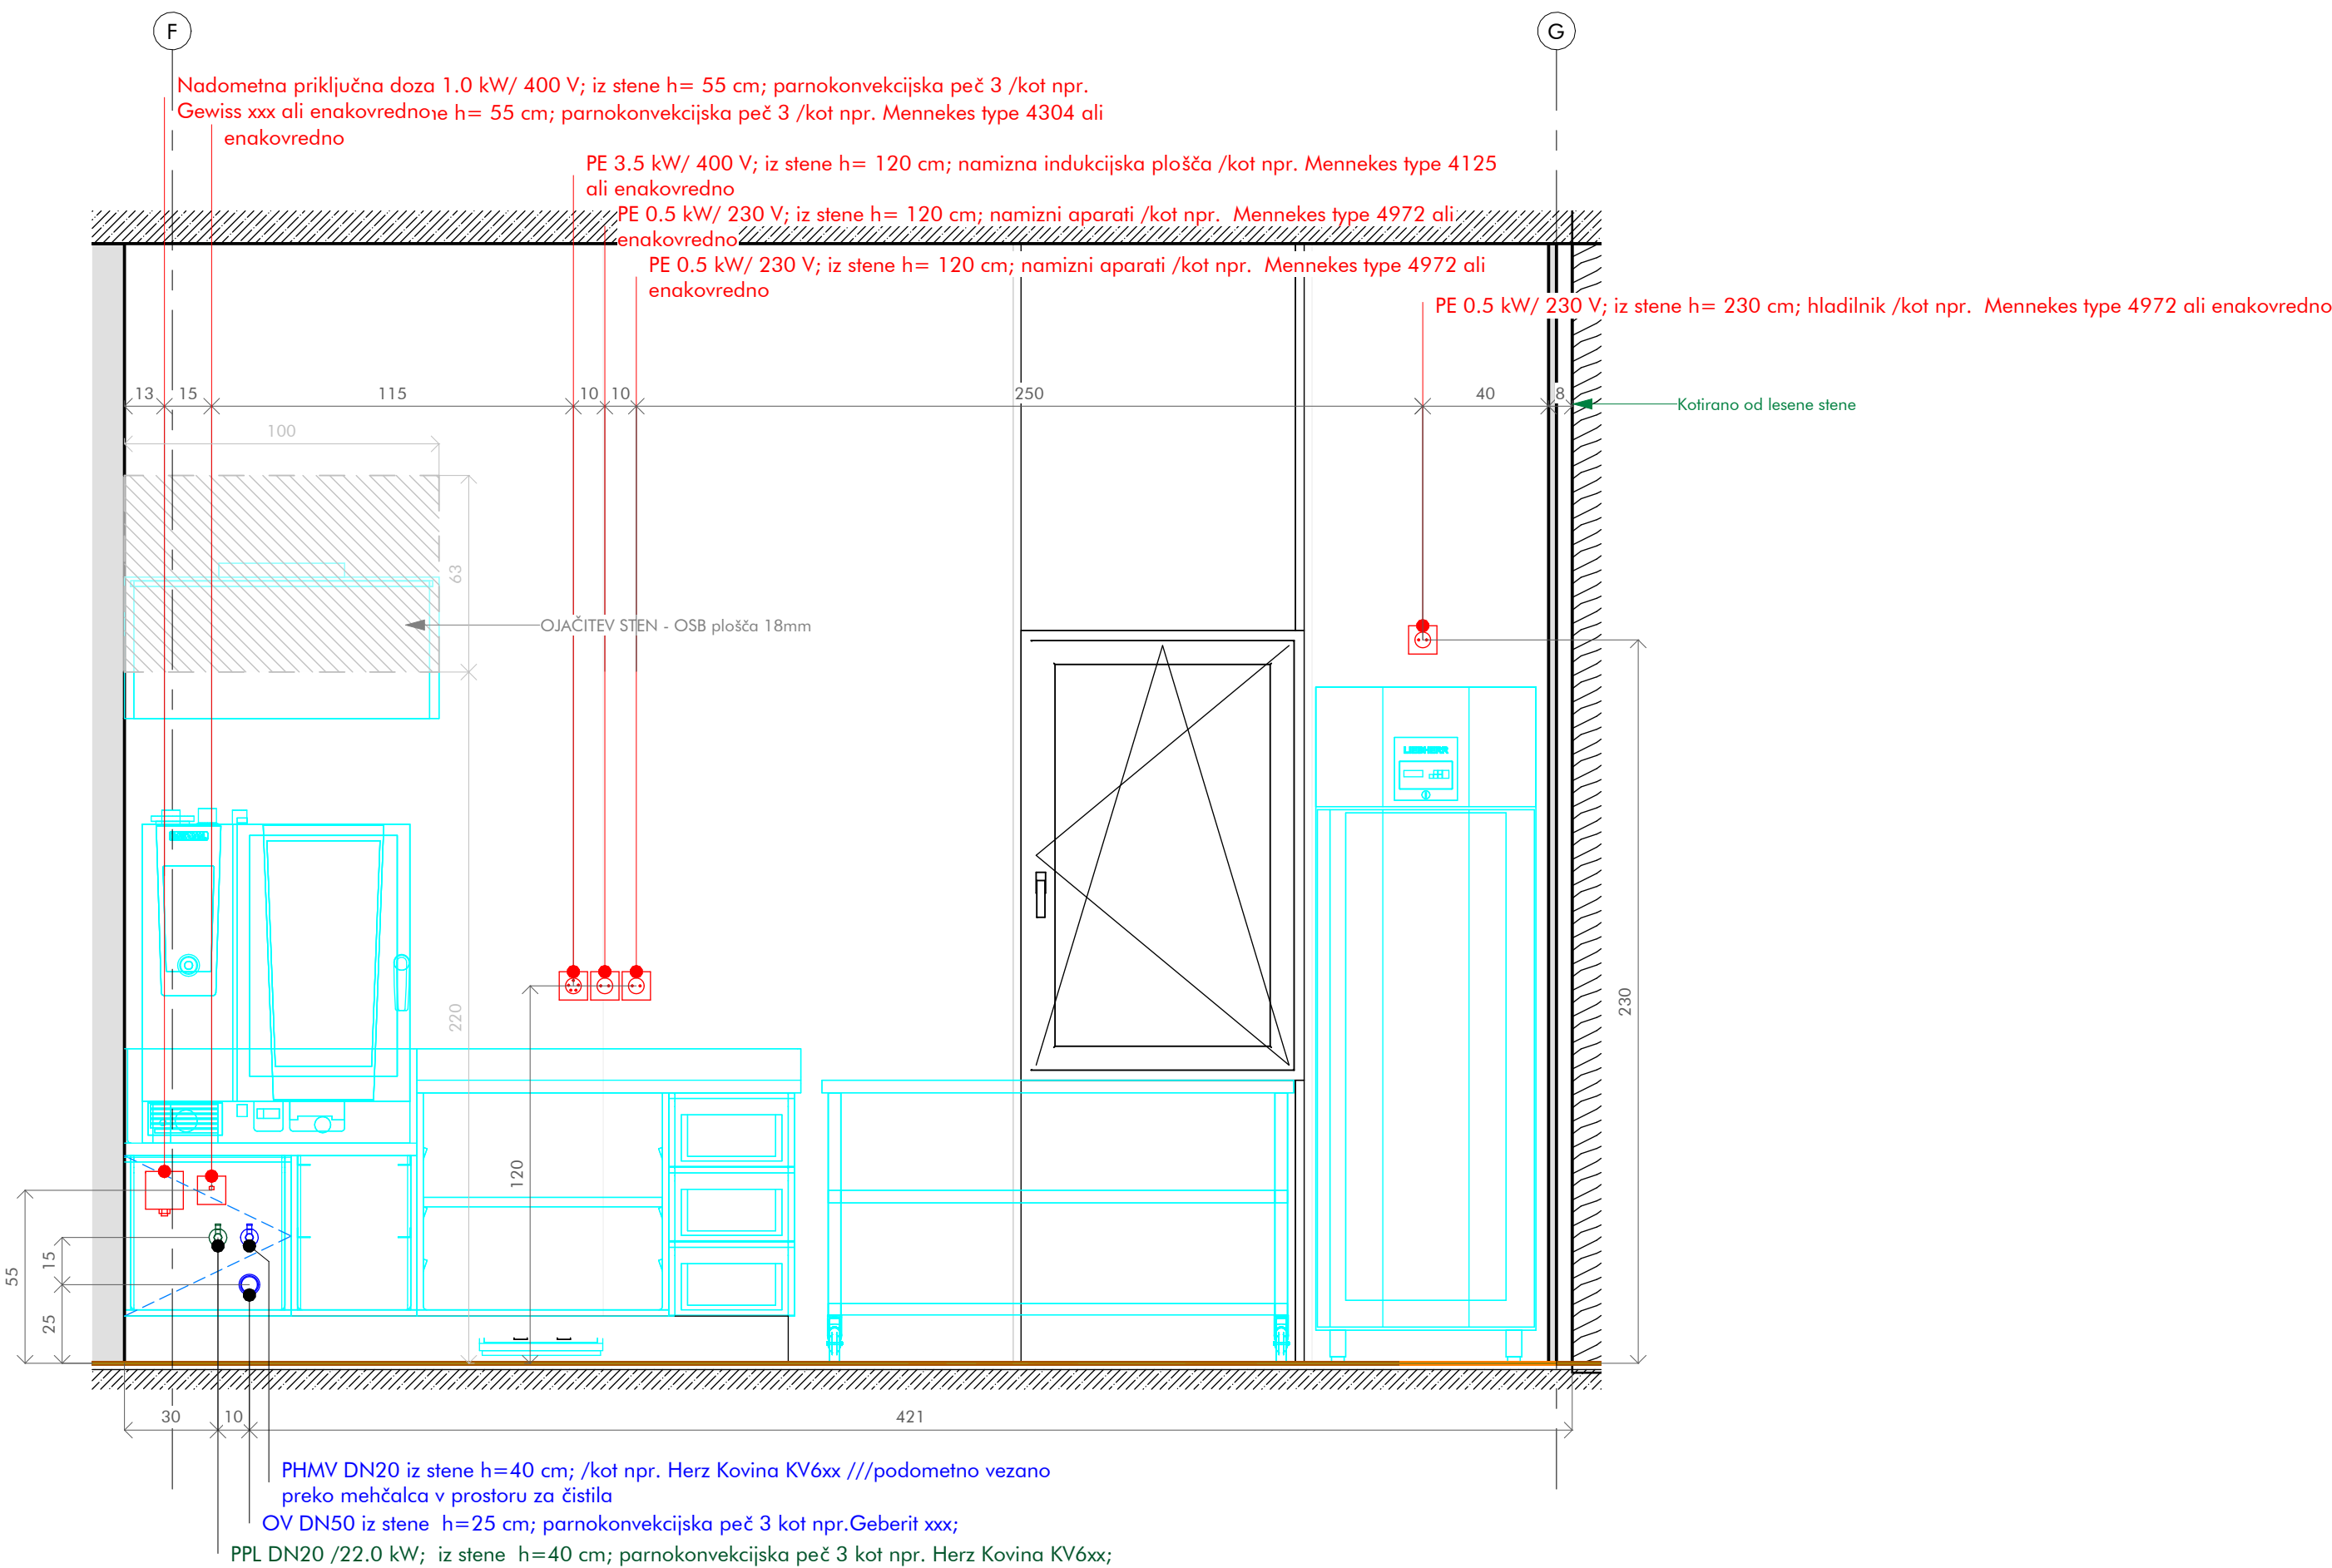 F
G
Nadometna priključna doza 1.0 kW/ 400 V; iz stene h= 55 cm; parnokonvekcijska peč 3 /kot npr.
Gewiss xxx ali enakovredno
e h= 55 cm; parnokonvekcijska peč 3 /kot npr. Mennekes type 4304 ali
enakovredno
PE 3.5 kW/ 400 V; iz stene h= 120 cm; namizna indukcijska plošča /kot npr. Mennekes type 4125
ali enakovredno
PE 0.5 kW/ 230 V; iz stene h= 120 cm; namizni aparati /kot npr.  Mennekes type 4972 ali
enakovredno
PE 0.5 kW/ 230 V; iz stene h= 120 cm; namizni aparati /kot npr.  Mennekes type 4972 ali
enakovredno
PE 0.5 kW/ 230 V; iz stene h= 230 cm; hladilnik /kot npr.  Mennekes type 4972 ali enakovredno
13 15 115 10 10 250 40 8
Kotirano od lesene stene
100
63
OJAČITEV STEN - OSB plošča 18mm
LIEBHERR
220
230
120
55
15
25
30 10 421
PHMV DN20 iz stene h=40 cm; /kot npr. Herz Kovina KV6xx ///podometno vezano
preko mehčalca v prostoru za čistila
OV DN50 iz stene  h=25 cm; parnokonvekcijska peč 3 kot npr.Geberit xxx;
PPL DN20 /22.0 kW;  iz stene  h=40 cm; parnokonvekcijska peč 3 kot npr. Herz Kovina KV6xx;